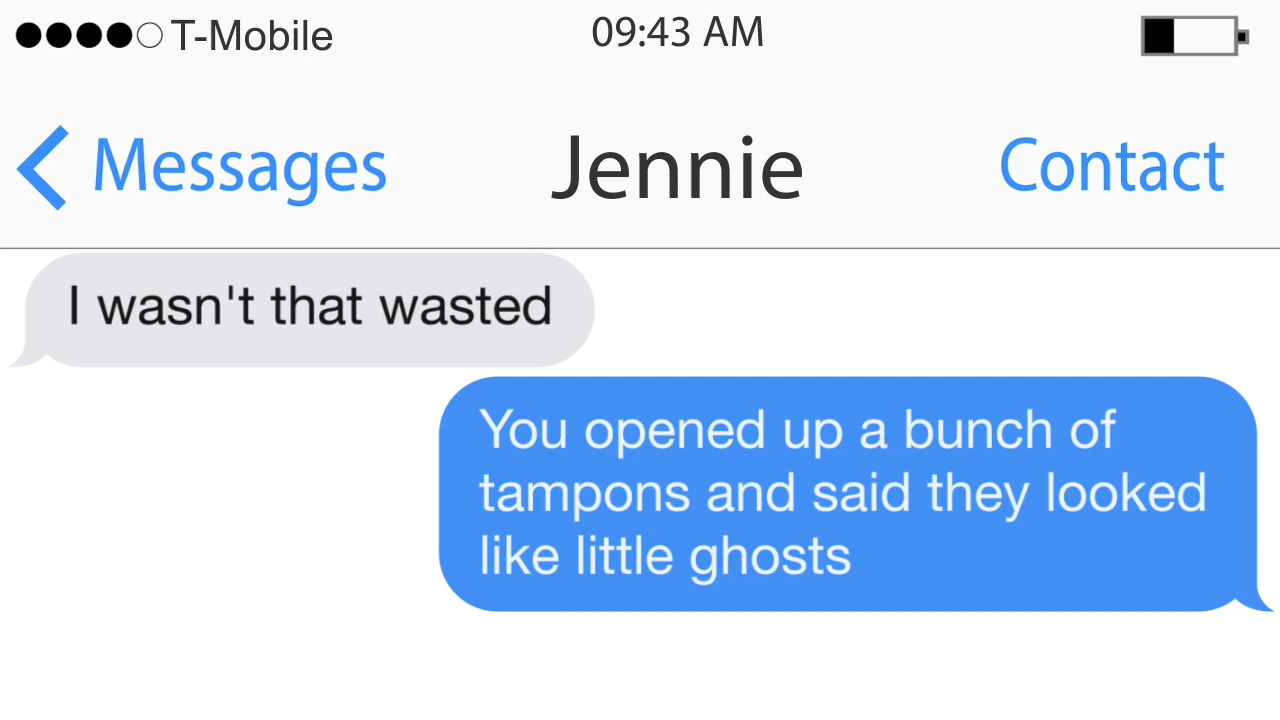 T-Mobile 09:43 AM
Messages Jennie Contact
I wasn't that wasted
You opened up a bunch of
tampons and said they looked
like little ghosts